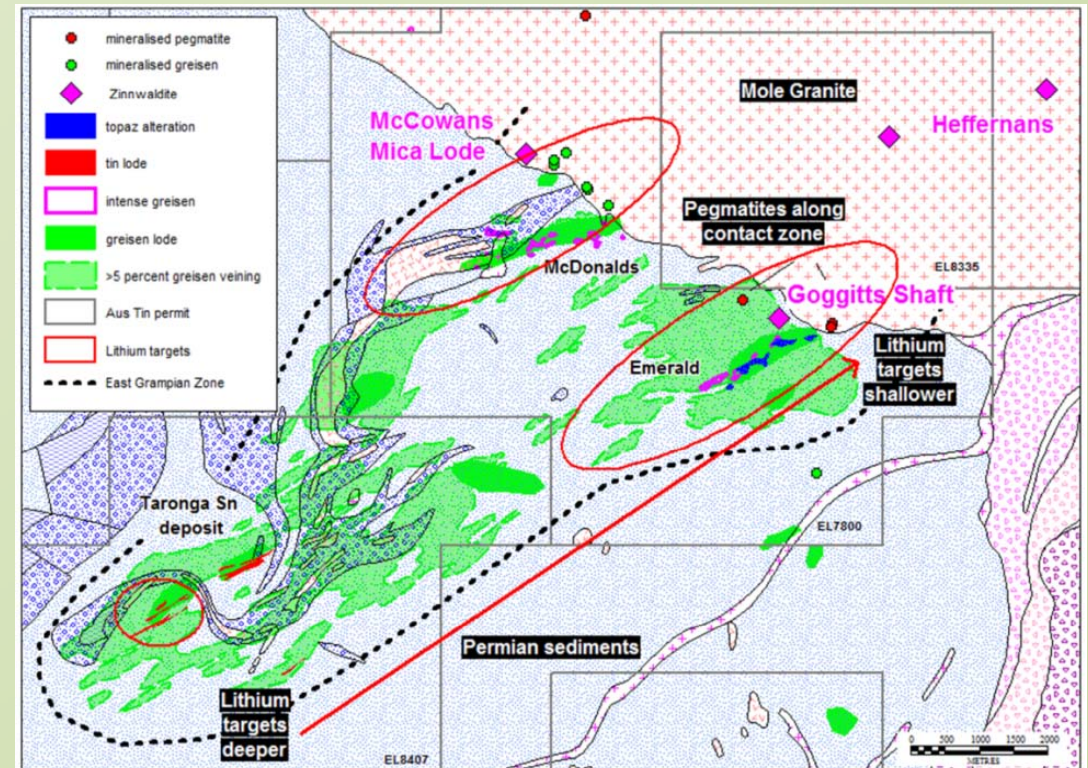 mineralised pegmatite
mineralised greisen
Zinnwaldite
topaz alteration
tin lode
intense greisen
greisen lode
>5 percent greisen veining
Aus Tin permit
Lithium targets
East Grampian Zone
McCowans
Mica Lode
Mole Granite
Heffernans
Pegmatites along
contact zone
McDonalds
EL8335
Goggitts Shaft
Emerald
Lithium
targets
shallower
Taronga Sn
deposit
EL7800
Permian sediments
Lithium
targets
deeper
EL8407
0 500 1000 1500 2000
METRES